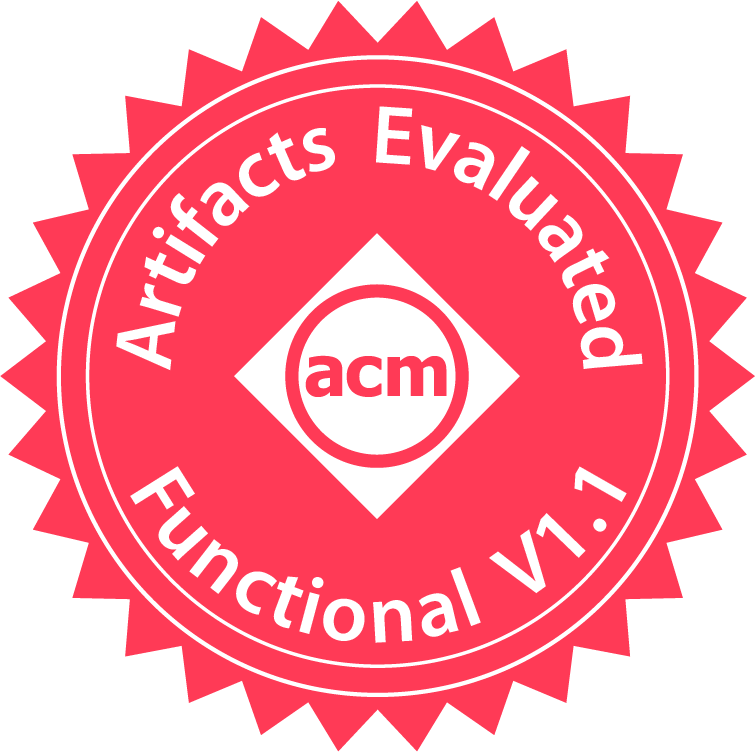 Artifacts Evaluated
acm
Functional V1.1